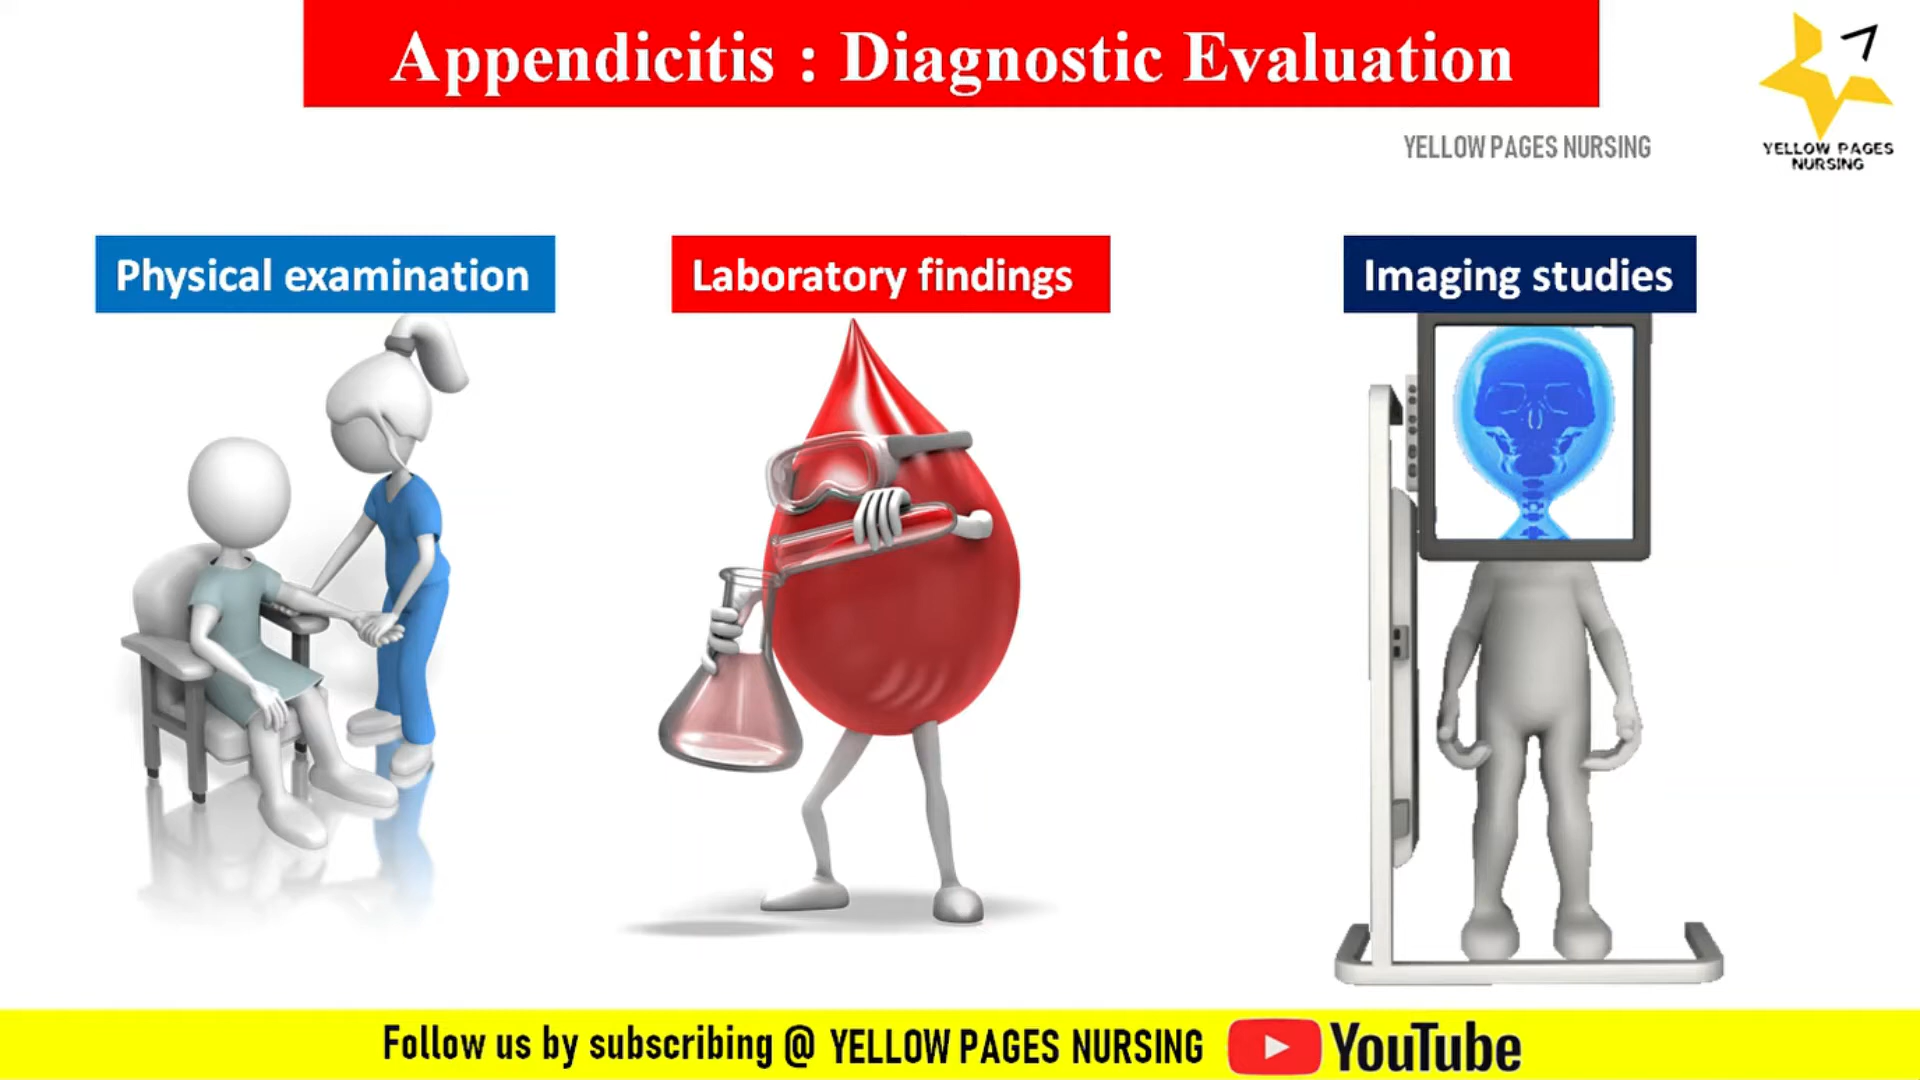 Appendicitis : Diagnostic Evaluation
YELLOW PAGES NURSING
YELLOW PAGES
NURSING
Physical examination
Laboratory findings
Imaging studies
Follow us by subscribing @ YELLOW PAGES NURSING YouTube